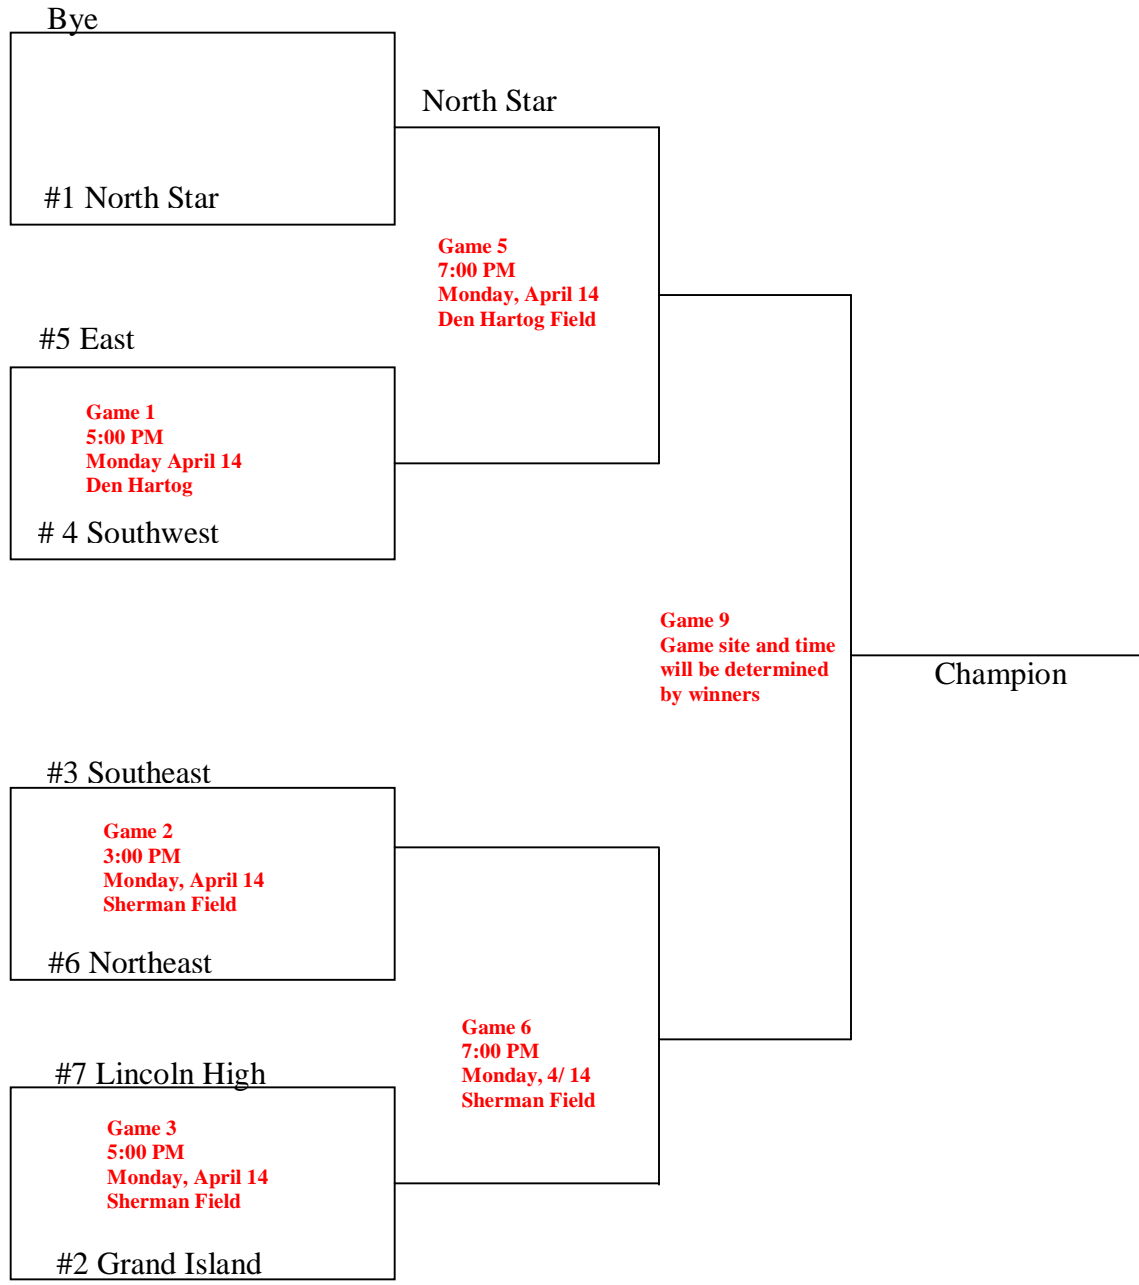 Bye
North Star
#1 North Star
Game 5
7:00 PM
Monday, April 14
Den Hartog Field
#5 East
Game 1
5:00 PM
Monday April 14
Den Hartog
# 4 Southwest
Game 9
Game site and time
will be determined
by winners
Champion
#3 Southeast
Game 2
3:00 PM
Monday, April 14
Sherman Field
#6 Northeast
Game 6
7:00 PM
Monday, 4/ 14
Sherman Field
#7 Lincoln High
Game 3
5:00 PM
Monday, April 14
Sherman Field
#2 Grand Island